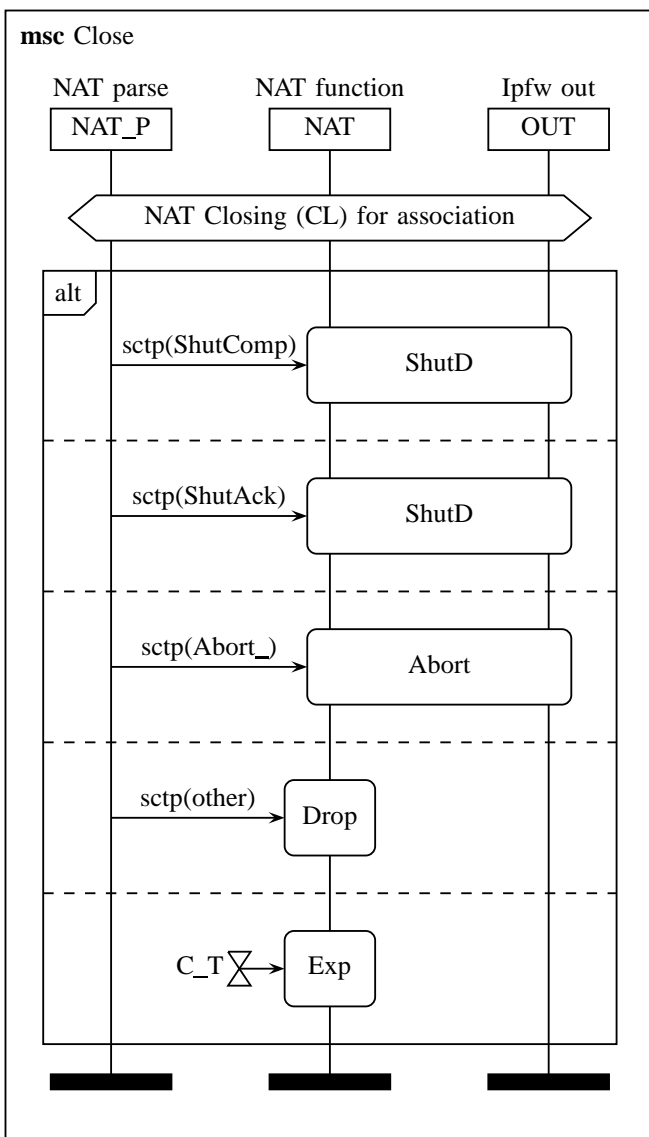 msc Close
NAT parse NAT function Ipfw out
NAT_P NAT OUT
NAT Closing (CL) for association
alt
sctp(ShutComp) ShutD
sctp(ShutAck) ShutD
sctp(Abort_) Abort
sctp(other) Drop
C_T Exp